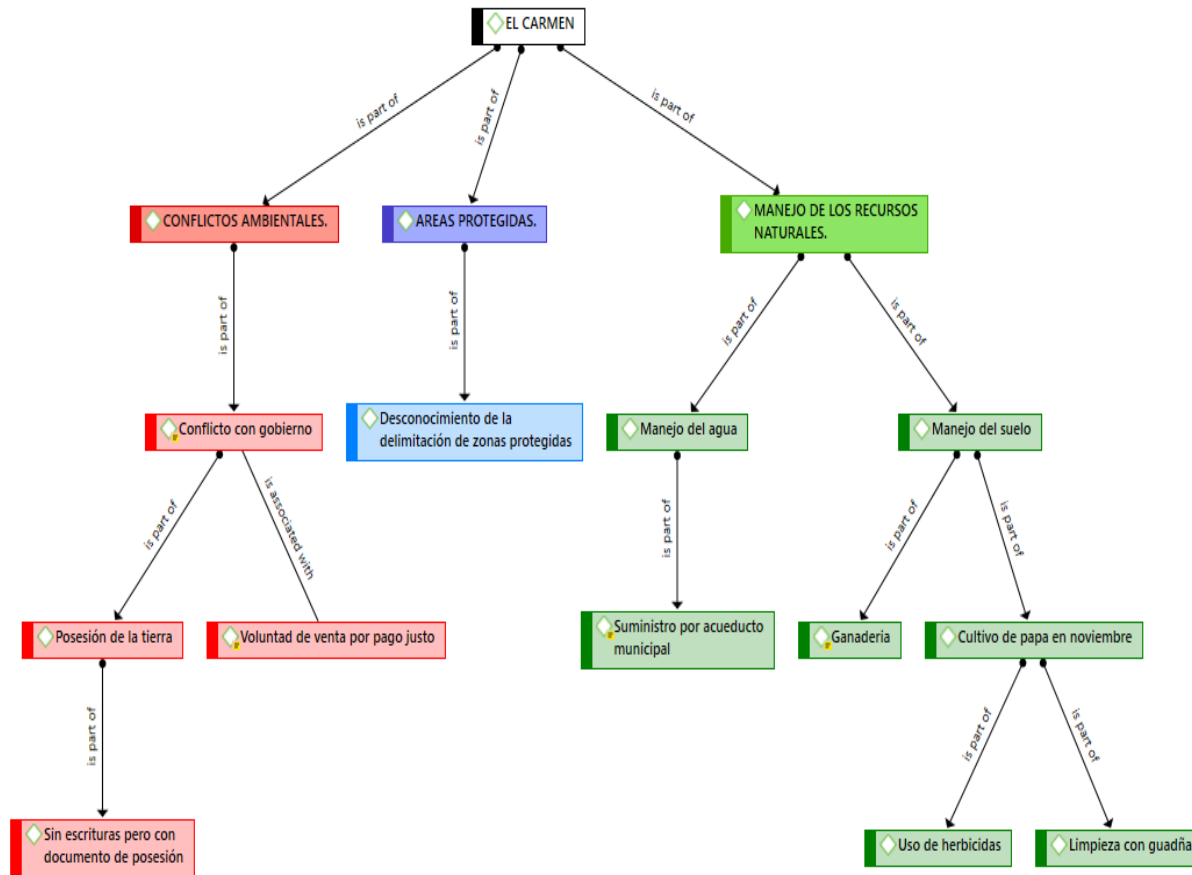 EL CARMEN
is part of
is part of
is part of
CONFLICTOS AMBIENTALES.
AREAS PROTEGIDAS.
MANEJO DE LOS RECURSOS
NATURALES.
is part of
is part of
is part of
is part of
Conflicto con gobierno
Desconocimiento de la
delimitación de zonas protegidas
Manejo del agua
Manejo del suelo
is part of
is associated with
is part of
is part of
is part of
Posesión de la tierra
Voluntad de venta por pago justo
Suministro por acueducto
municipal
Ganaderia
Cultivo de papa en noviembre
is part of
is part of
is part of
Sin escrituras pero con
documento de posesión
Uso de herbicidas
Limpieza con guadña